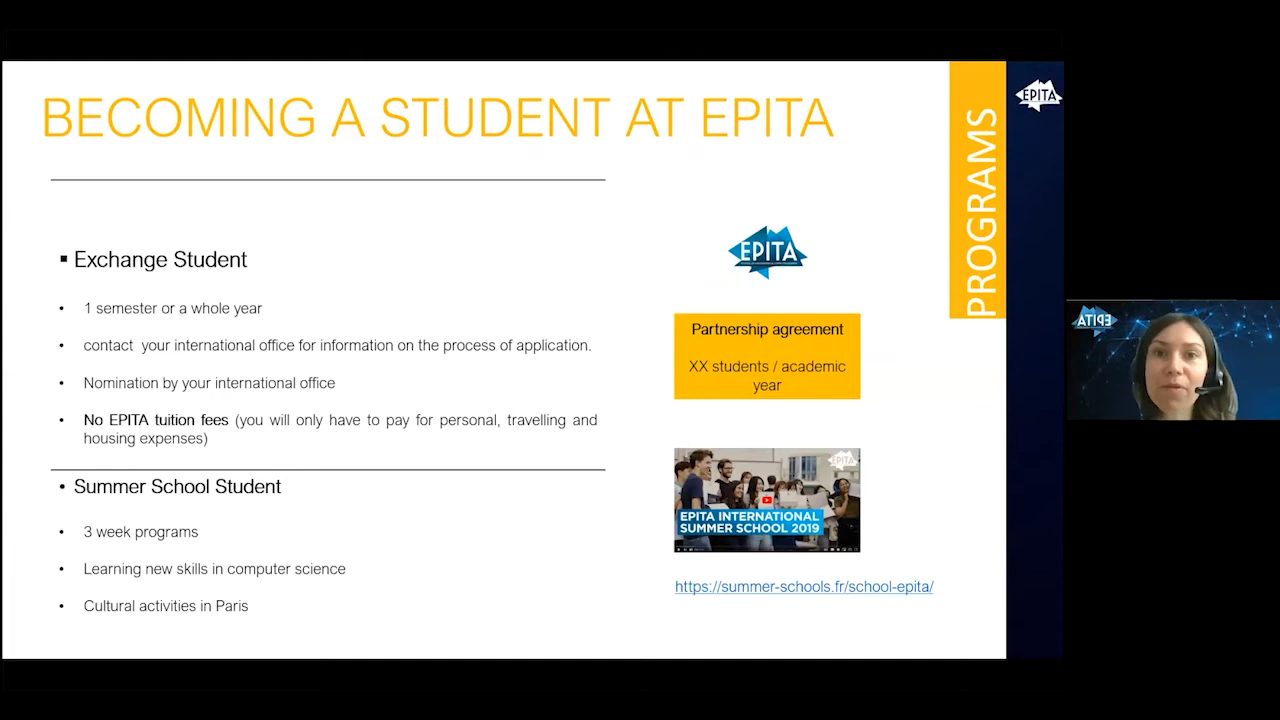 BECOMING A STUDENT AT EPITA
PROGRAMS
EPITA
▪ Exchange Student
• 1 semester or a whole year
• contact your international office for information on the process of application.
• Nomination by your international office
• No EPITA tuition fees (you will only have to pay for personal, travelling and
housing expenses)
• Summer School Student
• 3 week programs
• Learning new skills in computer science
• Cultural activities in Paris
EPITA
Partnership agreement
XX students / academic
year
EPITA
EPITA INTERNATIONAL
SUMMER SCHOOL 2019
https://summer-schools.fr/school-epita/
EPITA